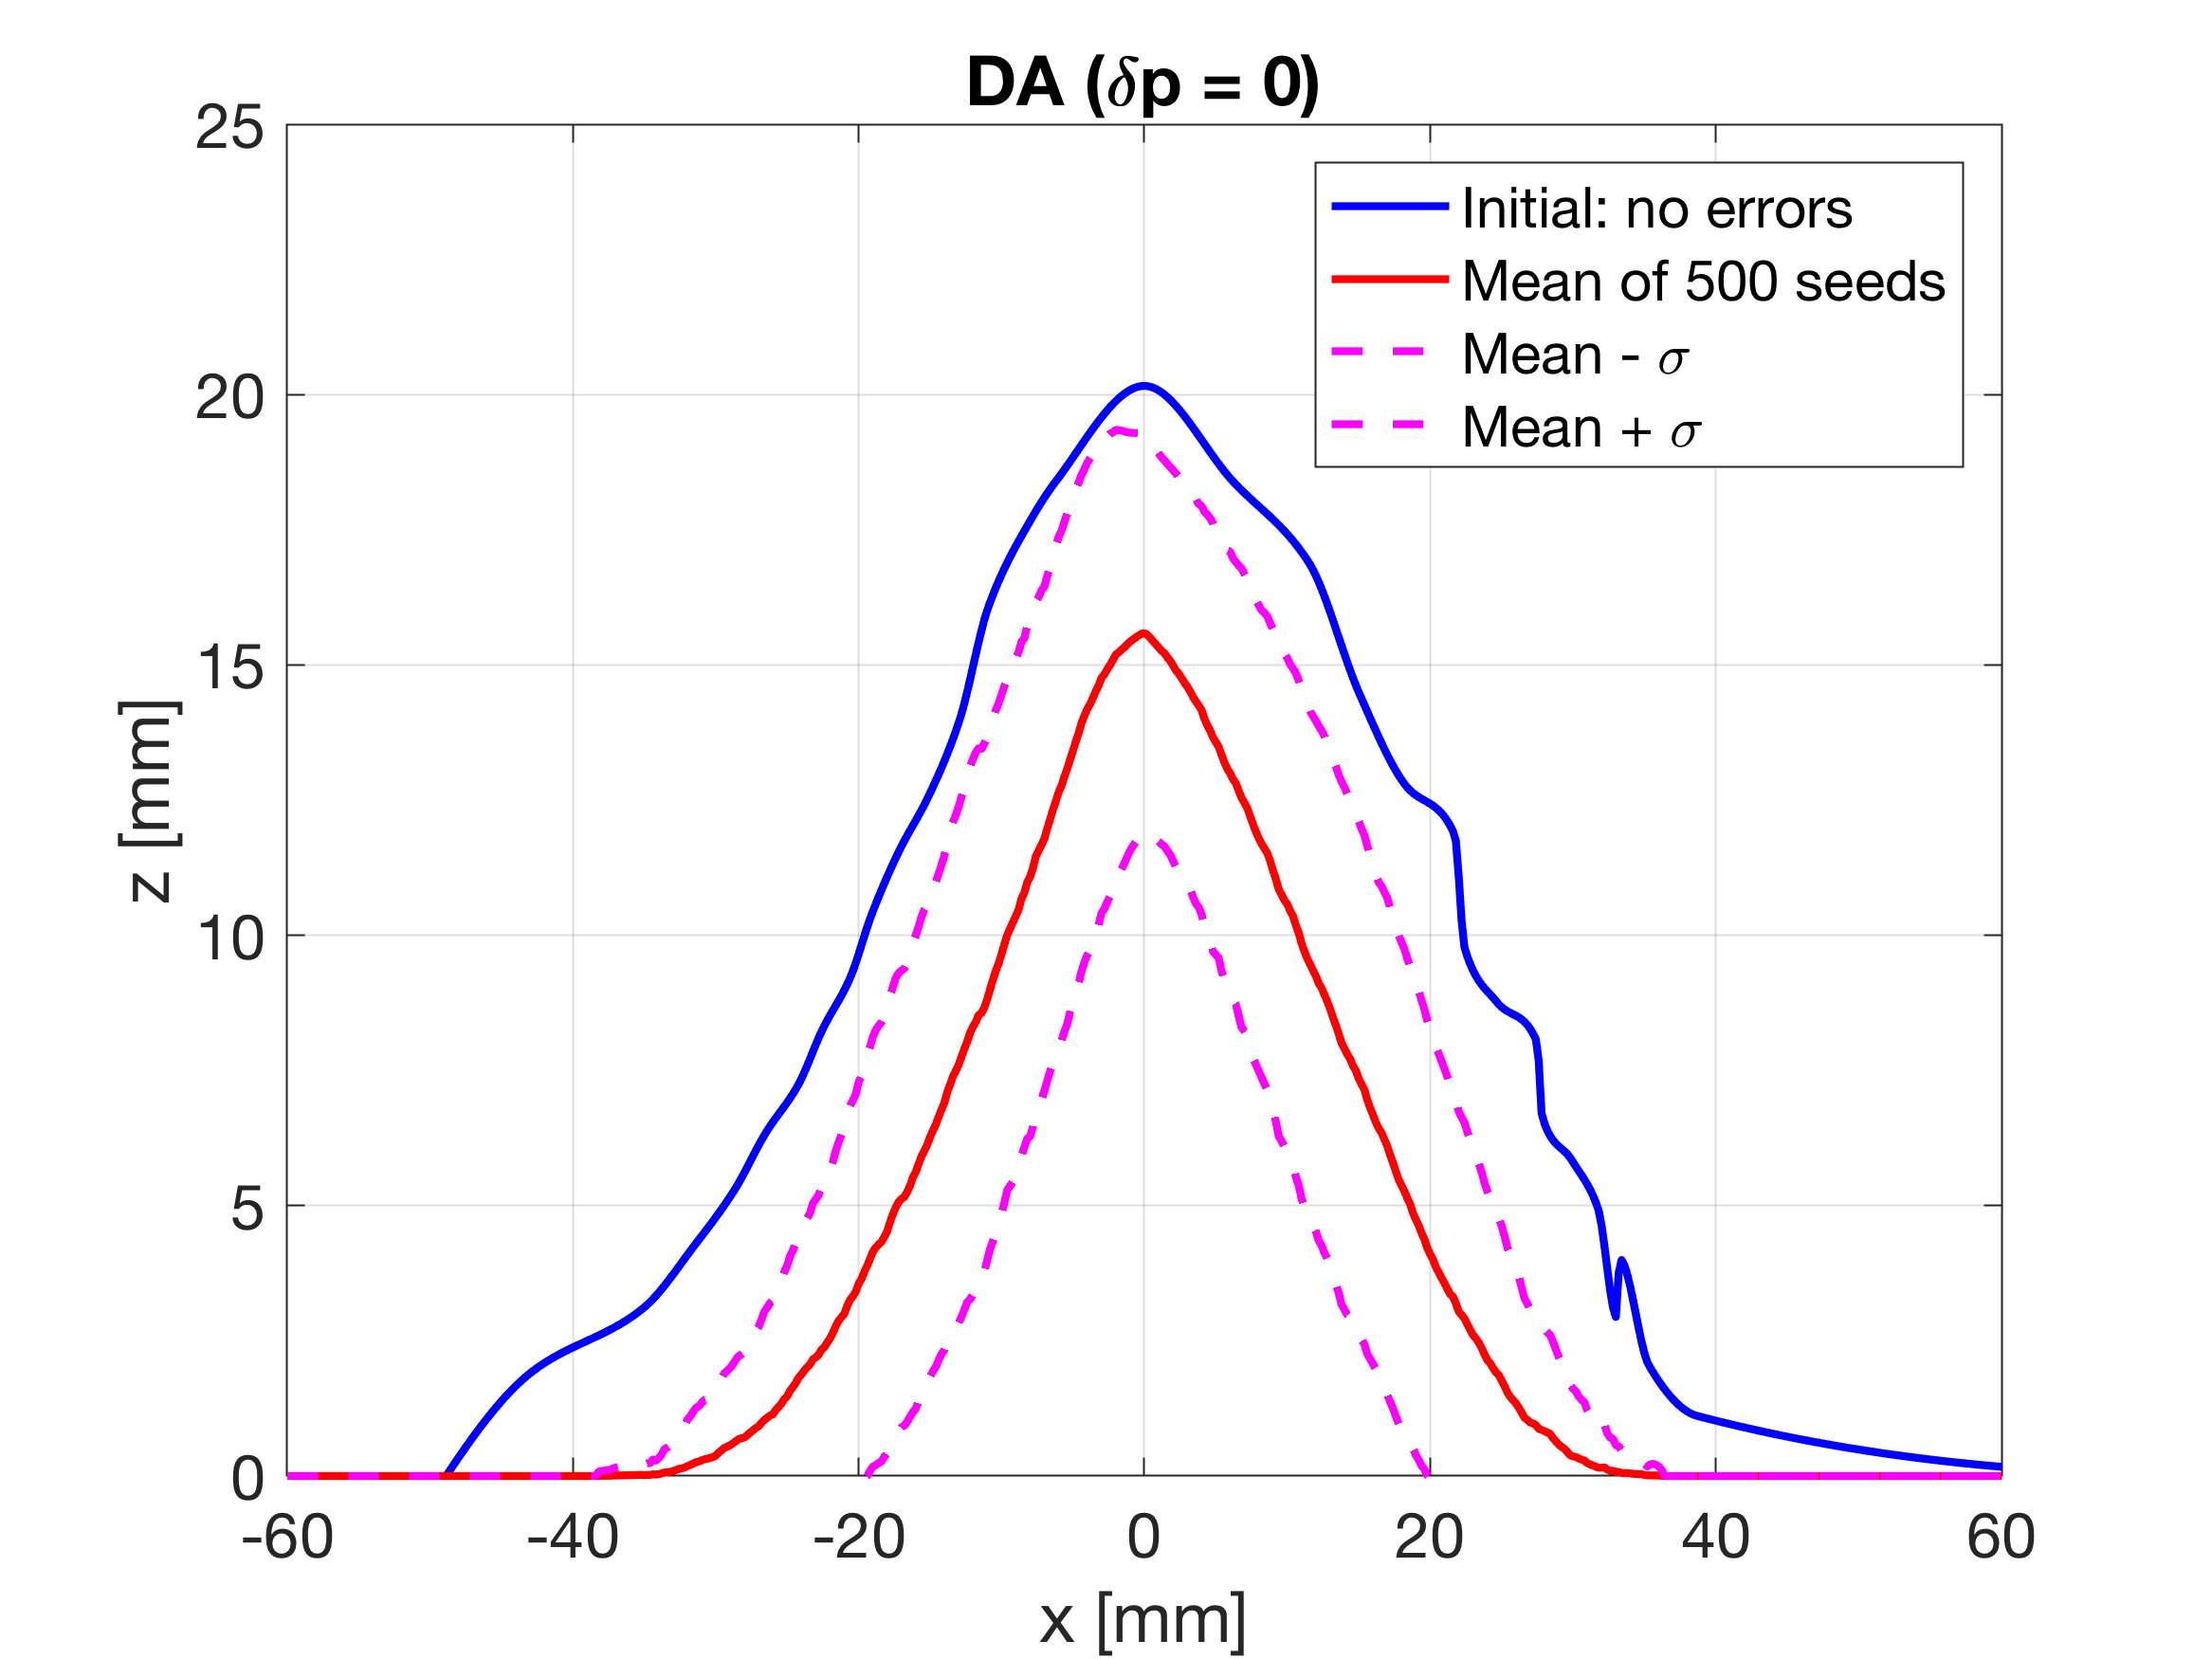 DA (δp = 0)
25
20
15
10
5
0
z [mm]
Initial: no errors
Mean of 500 seeds
Mean - σ
Mean + σ
-60 -40 -20 0 20 40 60
x [mm]